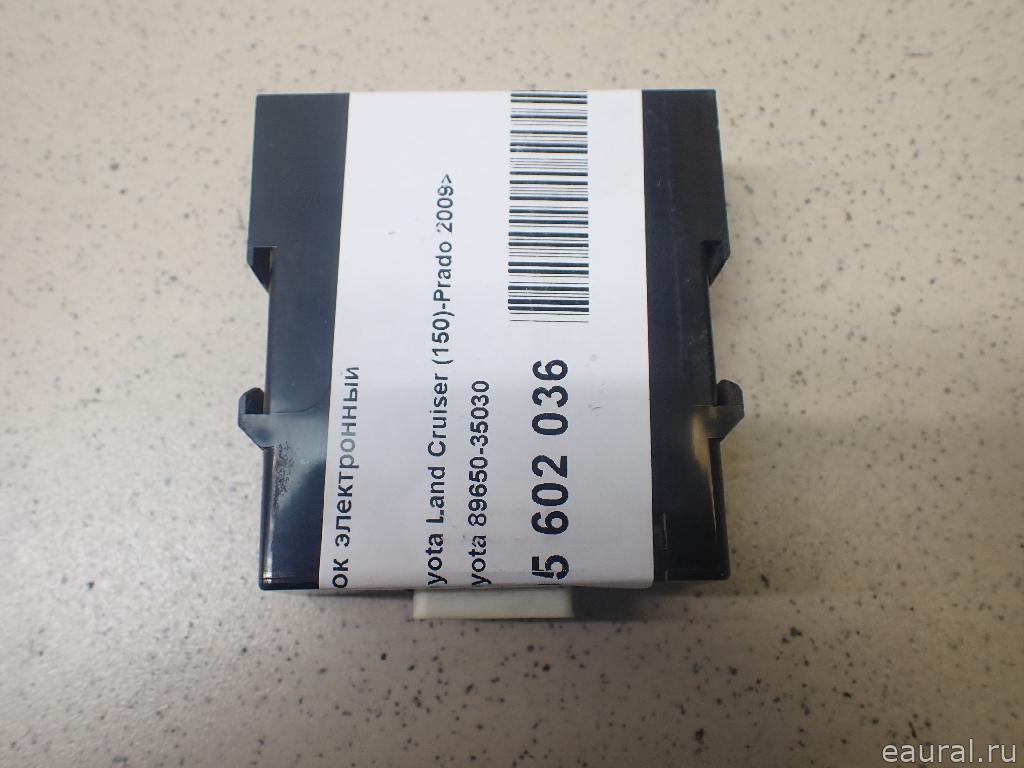 ок электронный
yota Land Cruiser (150)-Prado 2009>
yota 89650-35030
5 602 036
eaural.ru